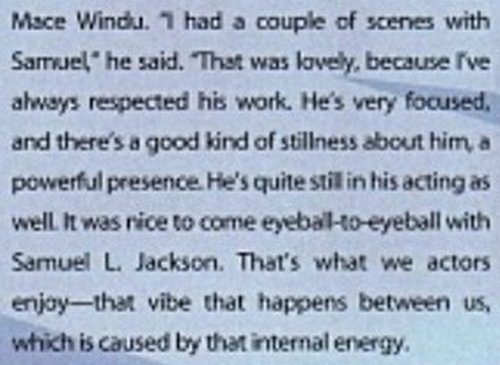 Mace Windu. "I had a couple of scenes with
Samuel," he said. "That was lovely, because I've
always respected his work. He's very focused,
and there's a good kind of stillness about him, a
powerful presence. He's quite still in his acting as
well. It was nice to come eyeball-to-eyeball with
Samuel L. Jackson. That's what we actors
enjoy—that vibe that happens between us,
which is caused by that internal energy.